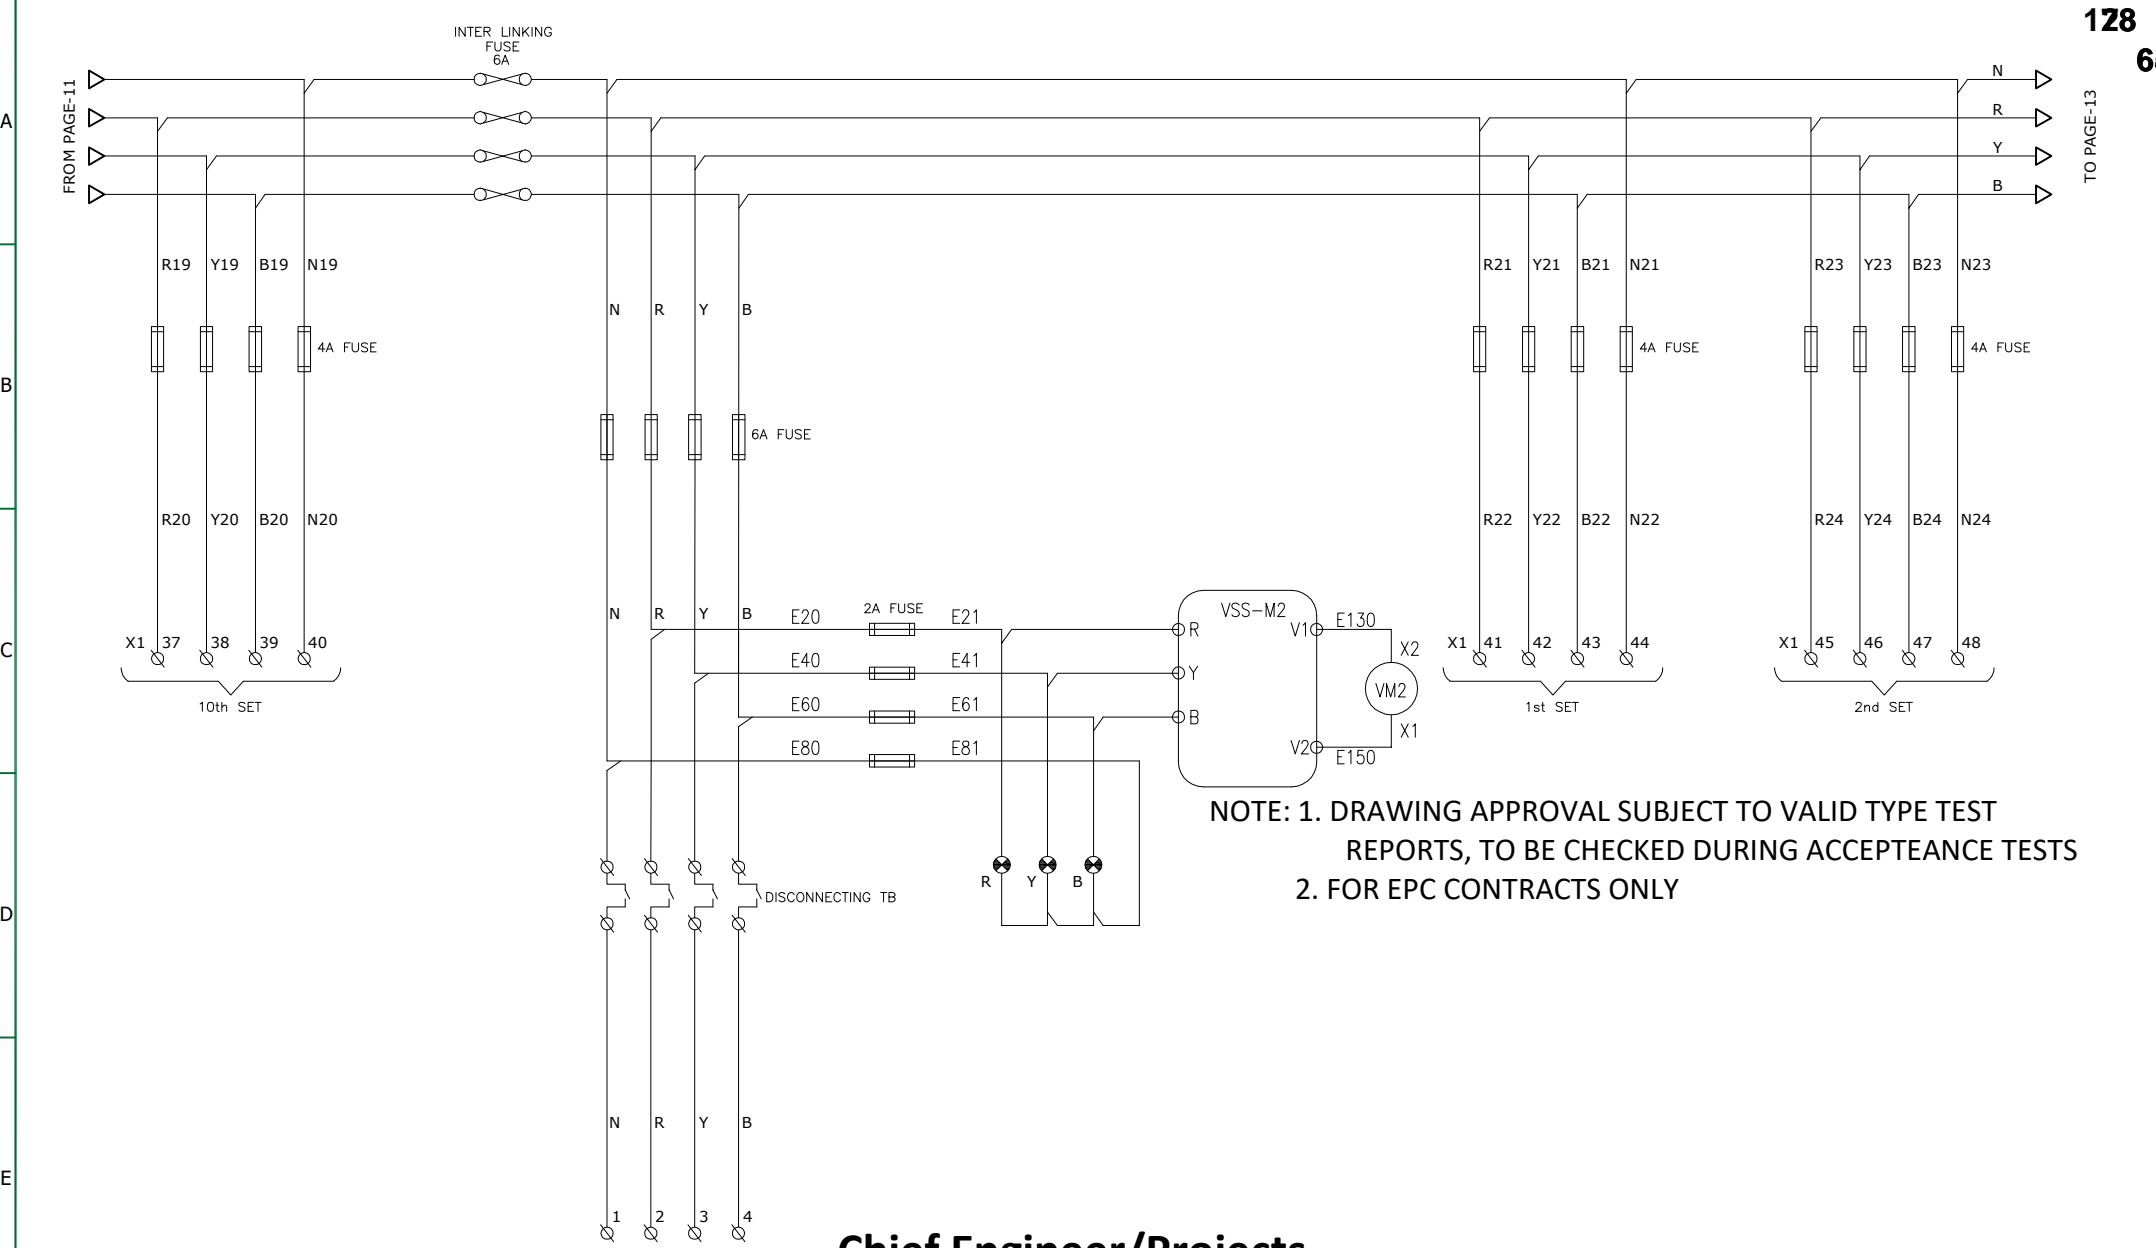 128
6
INTER LINKING
FUSE
6A
FROM PAGE-11
TO PAGE-13
N
R
Y
B
A
B
C
D
E
R19 Y19 B19 N19
4A FUSE
R20 Y20 B20 N20
X1 37 38 39 40
10th SET
N R Y B
6A FUSE
N R Y B
E20 2A FUSE E21
E40 E41
E60 E61
E80 E81
VSS-M2
R V1 E130
Y
B
V2 E150
X2
VM2
X1
R21 Y21 B21 N21
4A FUSE
R22 Y22 B22 N22
X1 41 42 43 44
1st SET
R23 Y23 B23 N23
4A FUSE
R24 Y24 B24 N24
X1 45 46 47 48
2nd SET
NOTE: 1. DRAWING APPROVAL SUBJECT TO VALID TYPE TEST
REPORTS, TO BE CHECKED DURING ACCEPTEANCE TESTS
2. FOR EPC CONTRACTS ONLY
R Y B
DISCONNECTING TB
N R Y B
1 2 3 4
Chief Engineer/Projects